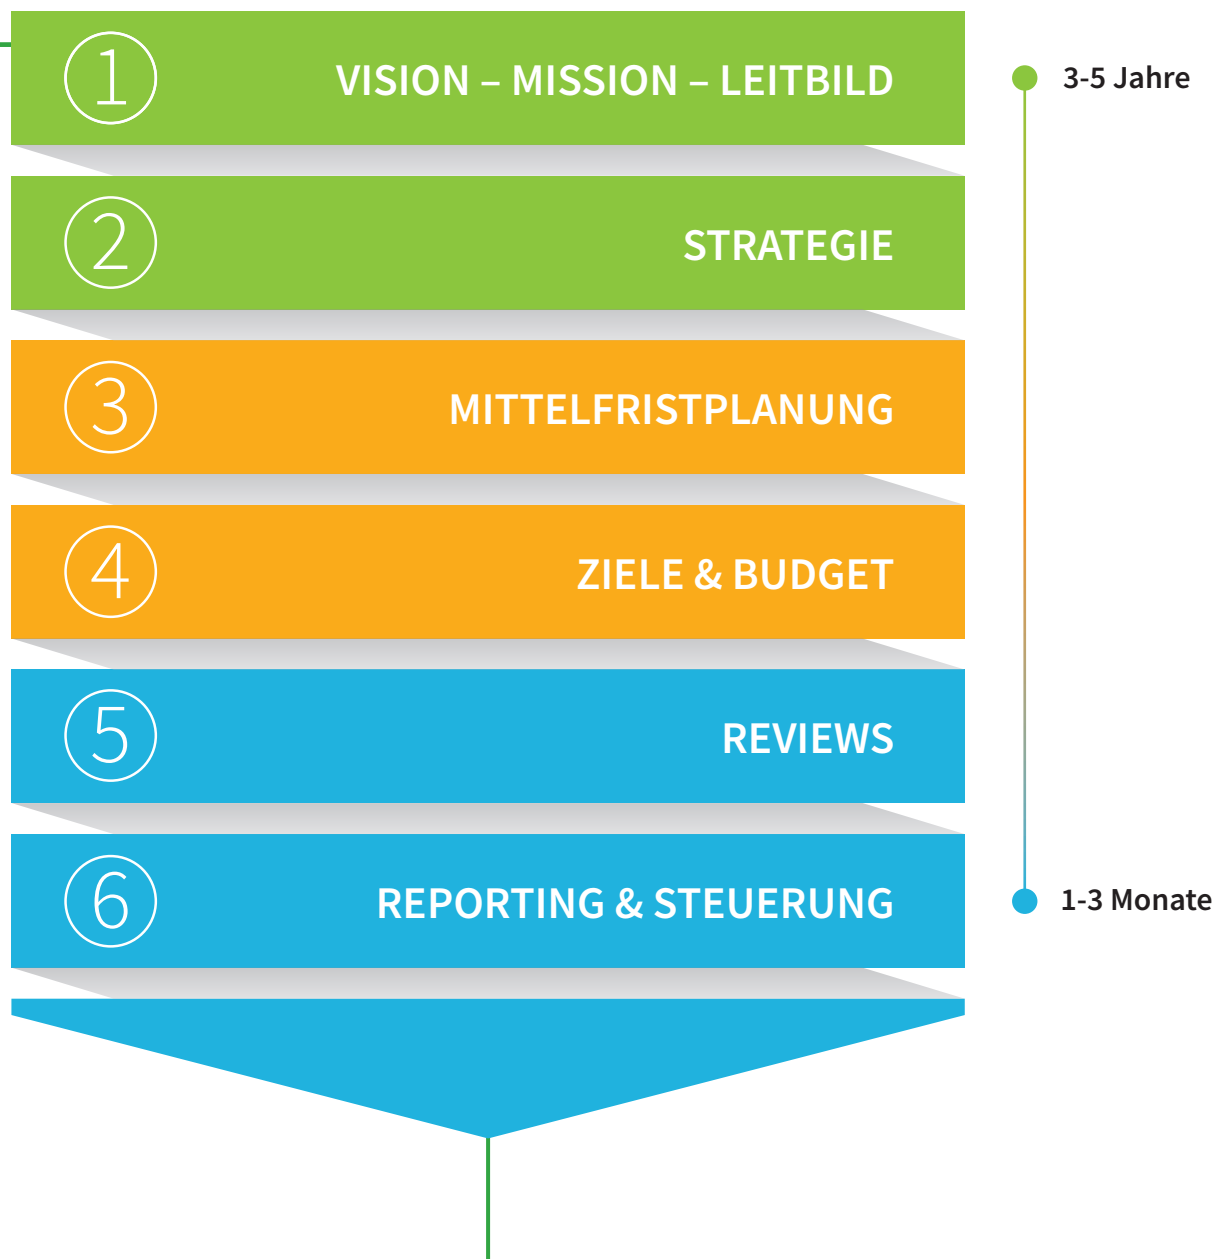 1
VISION – MISSION – LEITBILD
3-5 Jahre
2
STRATEGIE
3
MITTELFRISTPLANUNG
4
ZIELE & BUDGET
5
REVIEWS
6
REPORTING & STEUERUNG
1-3 Monate